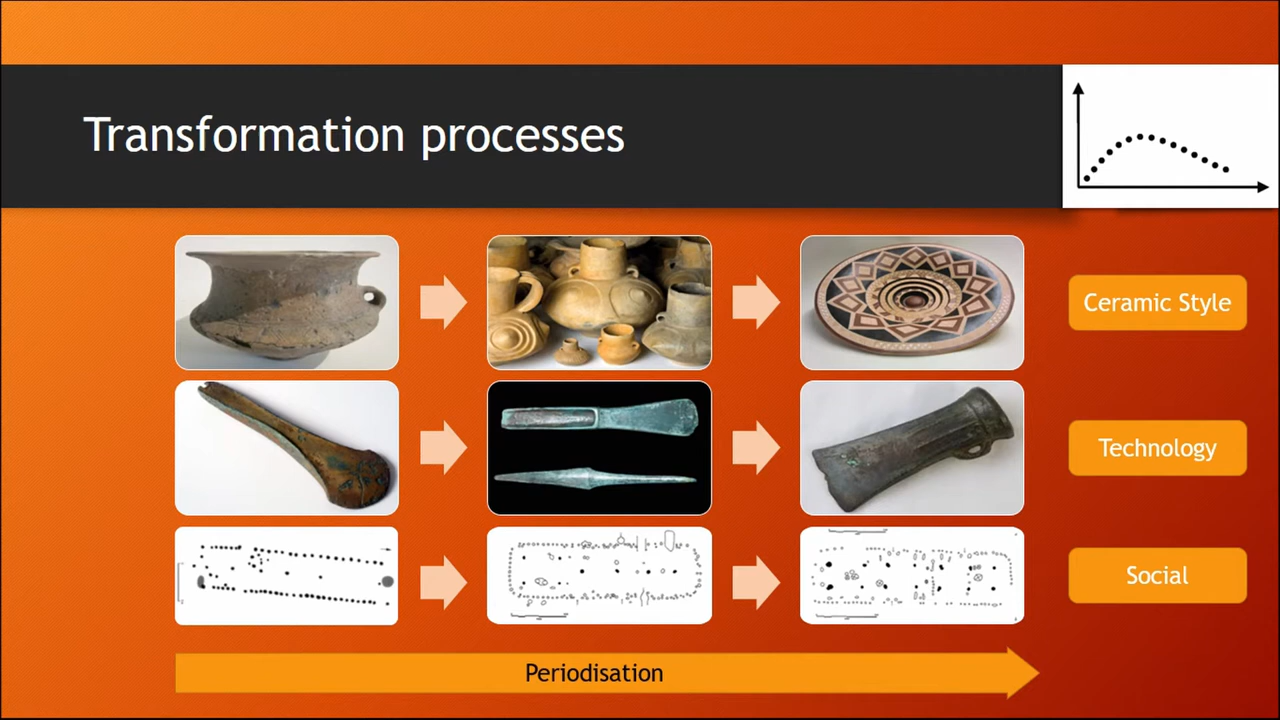 Transformation processes
Ceramic Style
Technology
Social
Periodisation